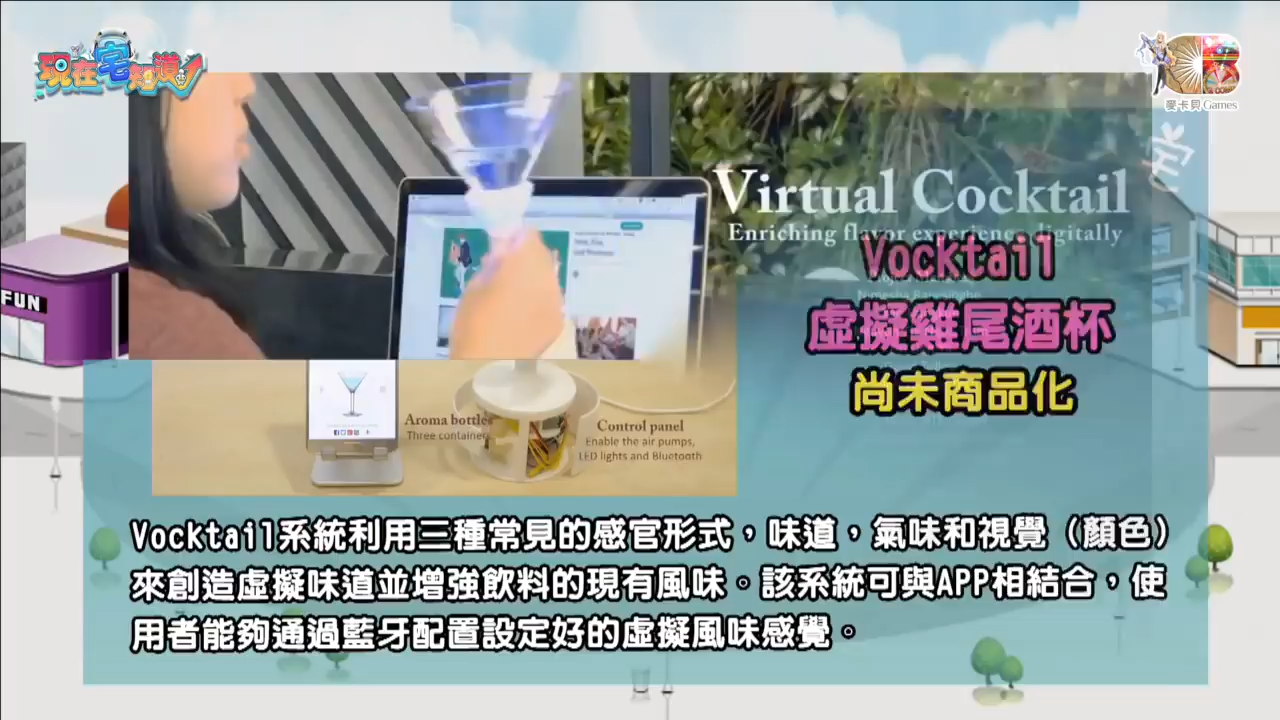 現在宅知道
麥卡貝Games
FUN
Virtual Cocktail
Enriching flavor experience digitally
Vocktail
虛擬雞尾酒杯
尚未商品化
Aroma bottles
Three containers
Control panel
Enable the air pumps,
LED lights and Bluetooth
Vocktail系統利用三種常見的感官形式，味道，氣味和視覺（顏色）
來創造虛擬味道並增強飲料的現有風味。該系統可與APP相結合，使
用者能夠通過藍牙配置設定好的虛擬風味感覺。